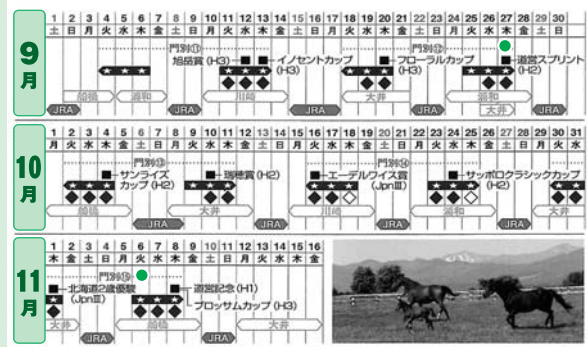 9月
1 2 3 4 5 6 7 8 9 10 11 12 13 14 15 16 17 18 19 20 21 22 23 24 25 26 27 28 29 30
土 日 月 火 水 木 金 土 日 月 火 水 木 金 土 日 月 火 水 木 金 土 日 月 火 水 木 金 土 日
門別⑪ 門別⑫
旭岳賞(H3) イノセントカップ(H3) フローラルカップ(H3) 道営スプリント(H2)
船橋 浦和 川崎 大井 浦和
大井
JRA JRA JRA JRA JRA
10月
1 2 3 4 5 6 7 8 9 10 11 12 13 14 15 16 17 18 19 20 21 22 23 24 25 26 27 28 29 30 31
月 火 水 木 金 土 日 月 火 水 木 金 土 日 月 火 水 木 金 土 日 月 火 水 木 金 土 日 月 火 水
門別⑬ 門別⑭
サンライズカップ(H2) 瑞穂賞(H2) エーデルワイス賞(JpnⅢ) サッポロクラシックカップ(H2)
船橋 大井 川崎 浦和 大井
JRA JRA JRA JRA
11月
1 2 3 4 5 6 7 8 9 10 11 12 13 14 15 16
木 金 土 日 月 火 水 木 金 土 日 月 火 水 木 金
門別⑮
北海道2歳優駿(JpnⅢ) 道営記念(H1)
ブロッサムカップ(H3)
大井 船橋 大井
JRA JRA